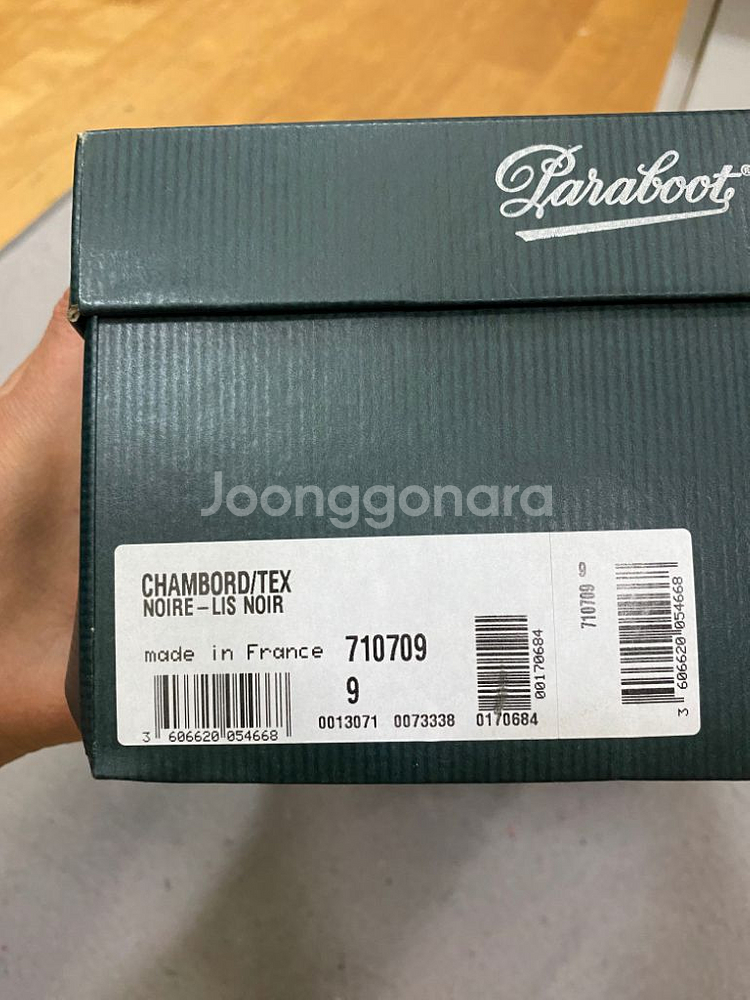 Paraboot®
Joonggonara
CHAMBORD/TEX
NOIRE–LIS NOIR
made in France 710709
9
3 606620 054668
0013071 0073338 0170684
00170684
710709 9
3 606620 054668